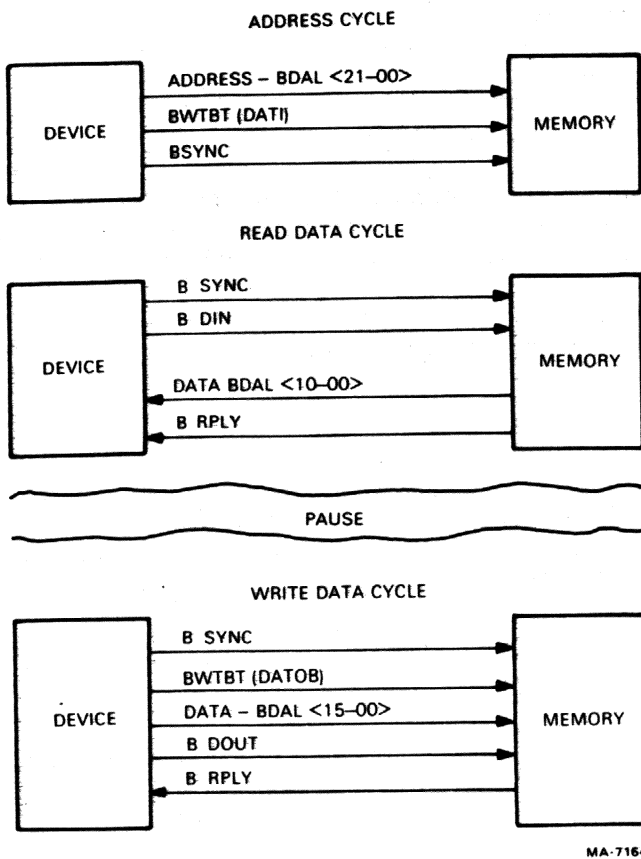 ADDRESS CYCLE
DEVICE
ADDRESS - BDAL <21-00>
BWTBT (DATI)
BSYNC
MEMORY
READ DATA CYCLE
DEVICE
B SYNC
B DIN
DATA BDAL <10-00>
B RPLY
MEMORY
PAUSE
WRITE DATA CYCLE
DEVICE
B SYNC
BWTBT (DATOB)
DATA - BDAL <15-00>
B DOUT
B RPLY
MEMORY